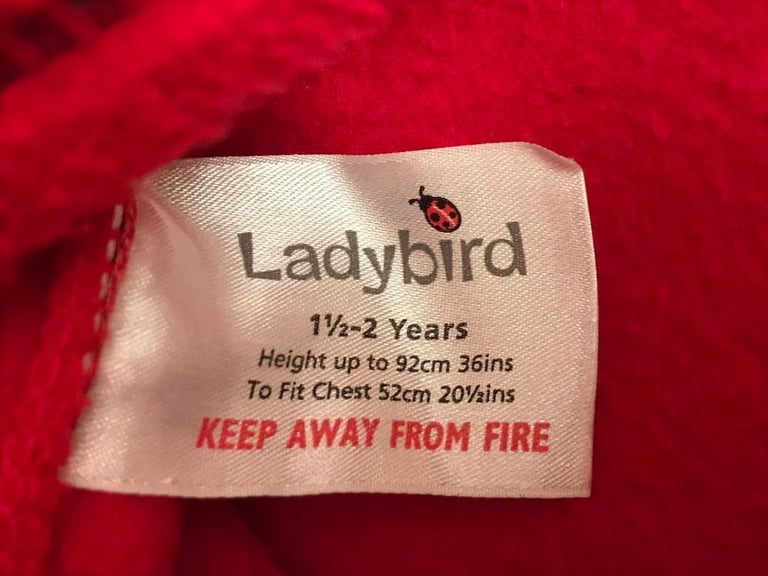 Ladybird
1½-2 Years
Height up to 92cm 36ins
To Fit Chest 52cm 20½ins
KEEP AWAY FROM FIRE